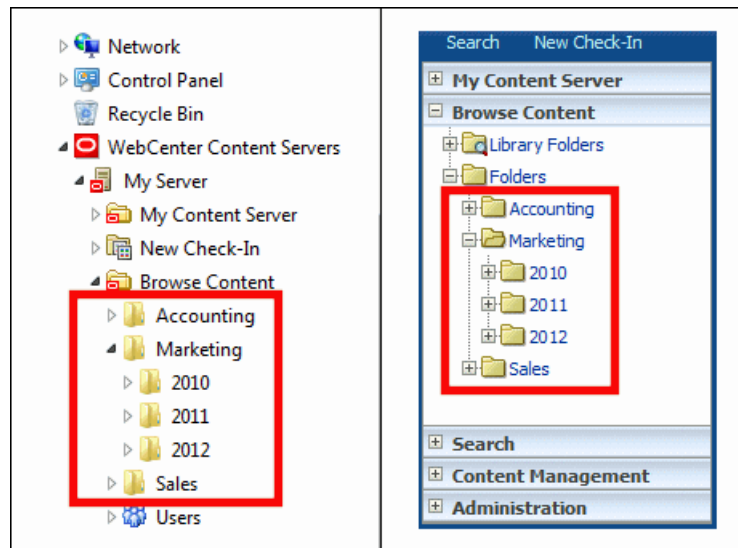 Network
Control Panel
Recycle Bin
WebCenter Content Servers
My Server
My Content Server
New Check-In
Browse Content
Accounting
Marketing
2010
2011
2012
Sales
Users
Search New Check-In
My Content Server
Browse Content
Library Folders
Folders
Accounting
Marketing
2010
2011
2012
Sales
Search
Content Management
Administration